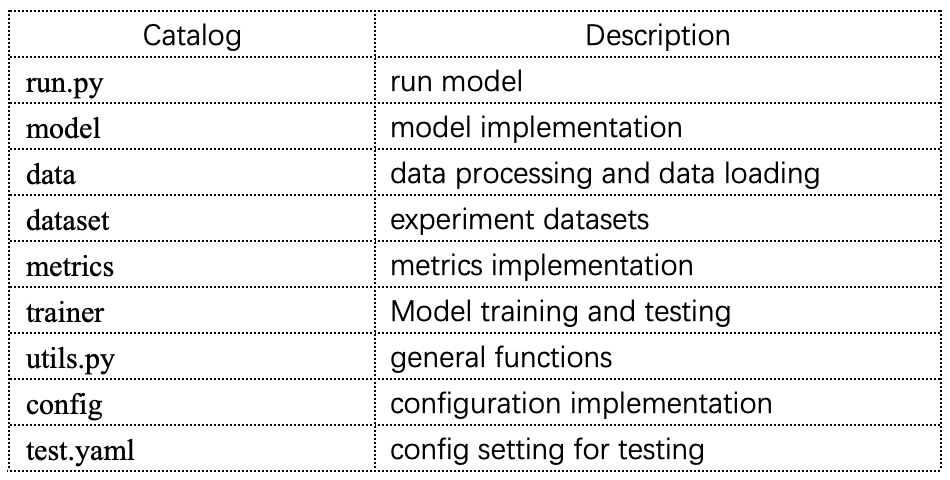 Catalog Description
run.py run model
model model implementation
data data processing and data loading
dataset experiment datasets
metrics metrics implementation
trainer Model training and testing
utils.py general functions
config configuration implementation
test.yaml config setting for testing